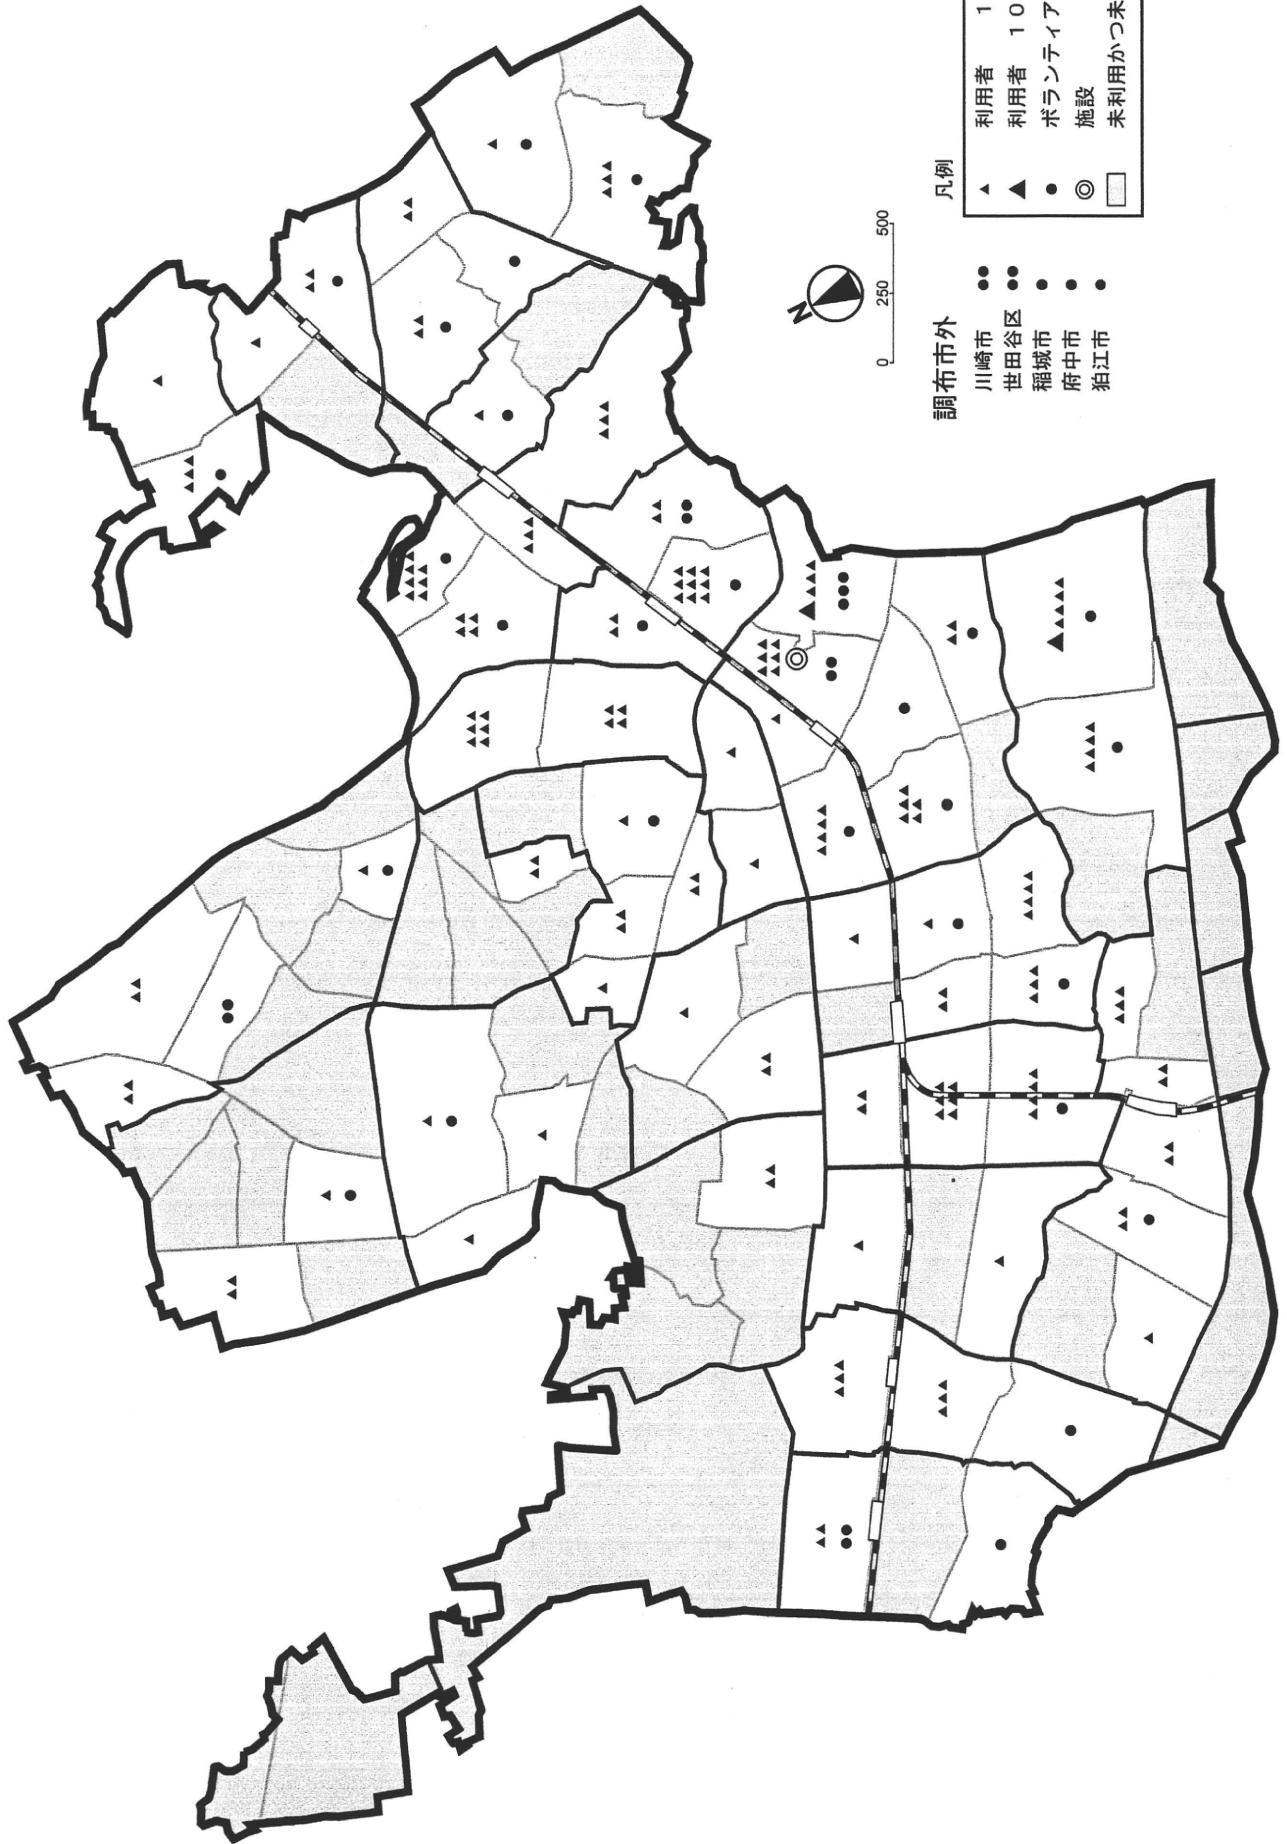 N
0 250 500
調布市市外
川崎市
世田谷区
稲城市
府中市
狛江市
凡例
利用者 1
利用者 10
ボランティア
施設
未利用かつ未